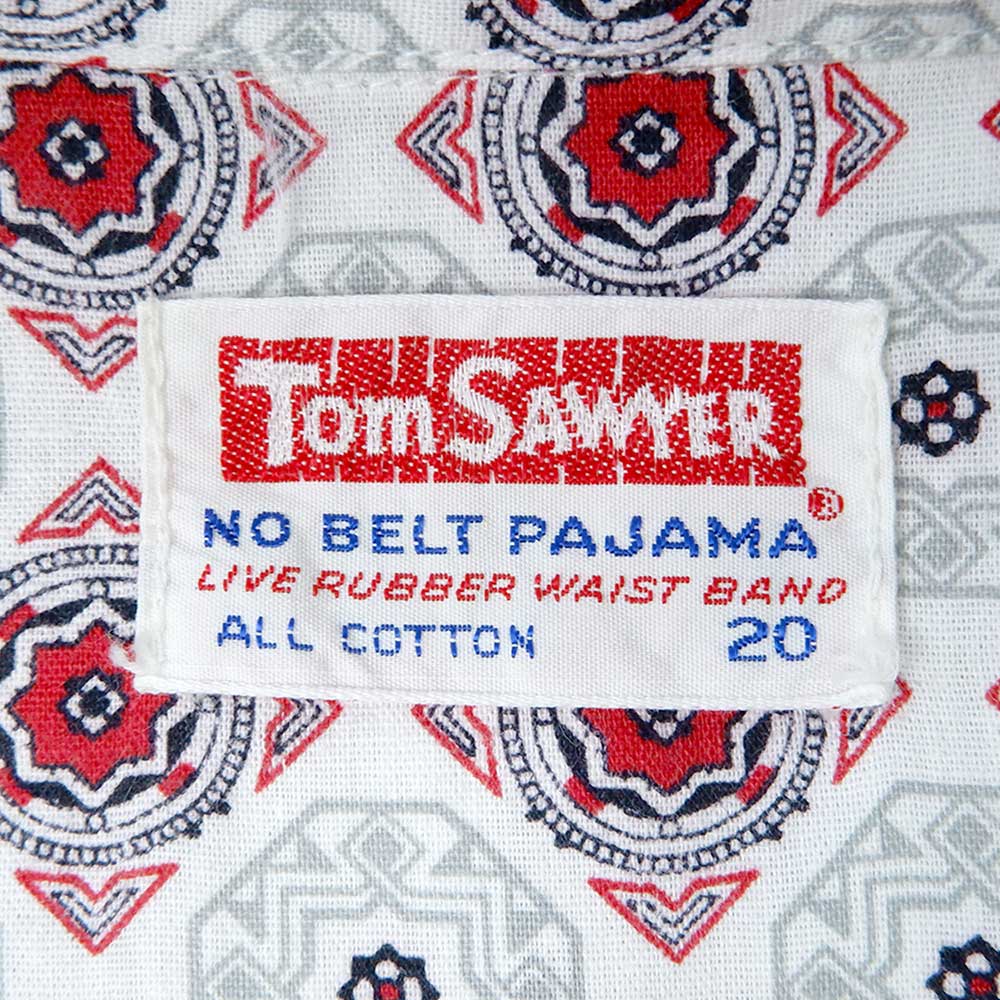 TOM SAWYER ®
NO BELT PAJAMA
LIVE RUBBER WAIST BAND
ALL COTTON 20